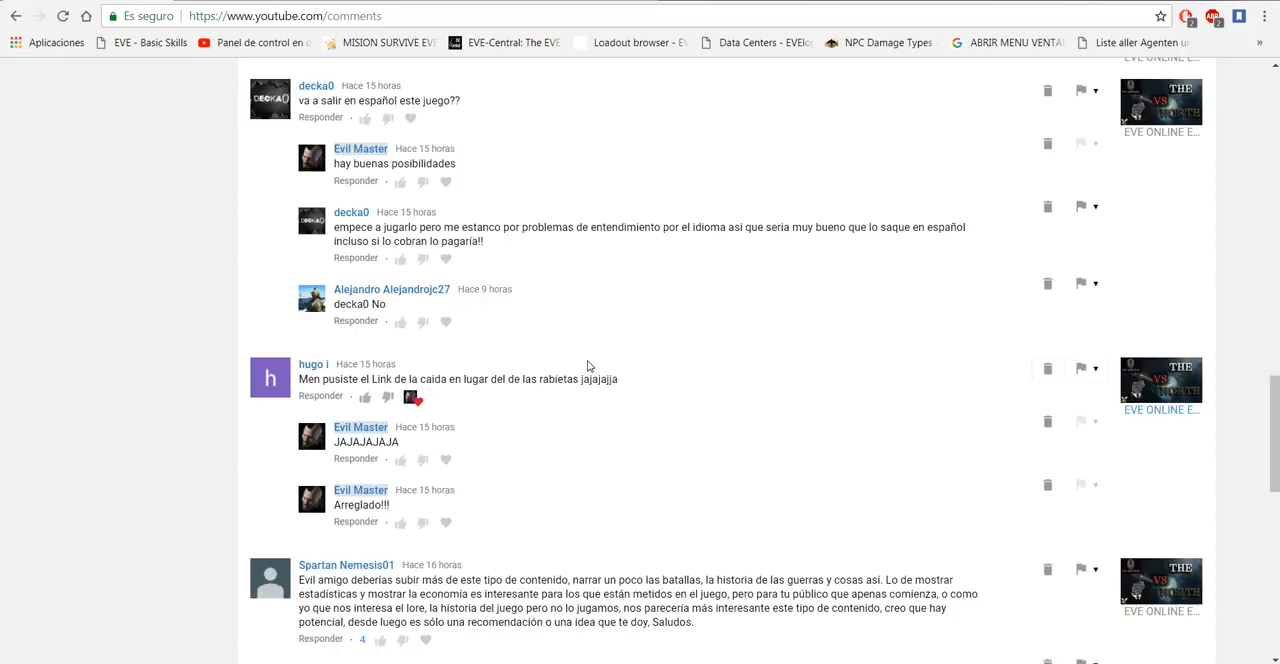 Es seguro https://www.youtube.com/comments
2 2
Aplicaciones EVE - Basic Skills Panel de control en MISION SURVIVE EVE EVE-Central: The EVE Loadout browser - EV Data Centers - EVElo NPC Damage Types - ABRIR MENU VENTA Liste aller Agenten u »
EVE ONLINE E...
decka0 Hace 15 horas
va a salir en español este juego??
Responder ·
DECKA0
THE
VS
NORTH
EVE ONLINE E...
Evil Master Hace 15 horas
hay buenas posibilidades
Responder ·
decka0 Hace 15 horas
empece a jugarlo pero me estanco por problemas de entendimiento por el idioma asi que seria muy bueno que lo saque en español
incluso si lo cobran lo pagaría!!
Responder ·
DECKA0
Alejandro Alejandrojc27 Hace 9 horas
decka0 No
Responder ·
h
hugo i Hace 15 horas
Men pusiste el Link de la caida en lugar del de las rabietas jajajajja
Responder ·
THE
VS
NORTH
EVE ONLINE E...
Evil Master Hace 15 horas
JAJAJAJAJA
Responder ·
Evil Master Hace 15 horas
Arreglado!!!
Responder ·
Spartan Nemesis01 Hace 16 horas
Evil amigo deberías subir más de este tipo de contenido, narrar un poco las batallas, la historia de las guerras y cosas así. Lo de mostrar
estadísticas y mostrar la economía es interesante para los que están metidos en el juego, pero para tu público que apenas comienza, o como
yo que nos interesa el lore, la historia del juego pero no lo jugamos, nos parecería más interesante este tipo de contenido, creo que hay
potencial, desde luego es sólo una recomendación o una idea que te doy, Saludos.
Responder · 4
THE
VS
NORTH
EVE ONLINE E...